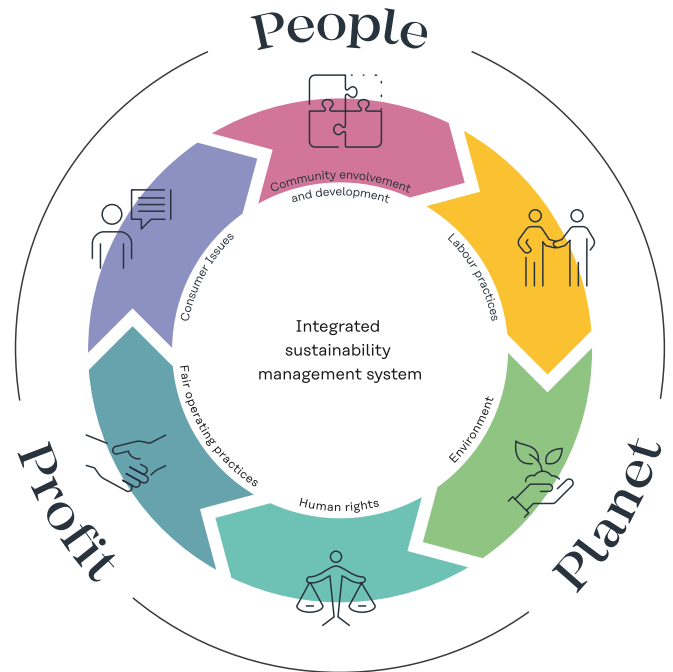 People
Community envolvement
and development
Labour practices
Environment
Human rights
Fair operating practices
Consumer Issues
Integrated
sustainability
management system
Planet
Profit